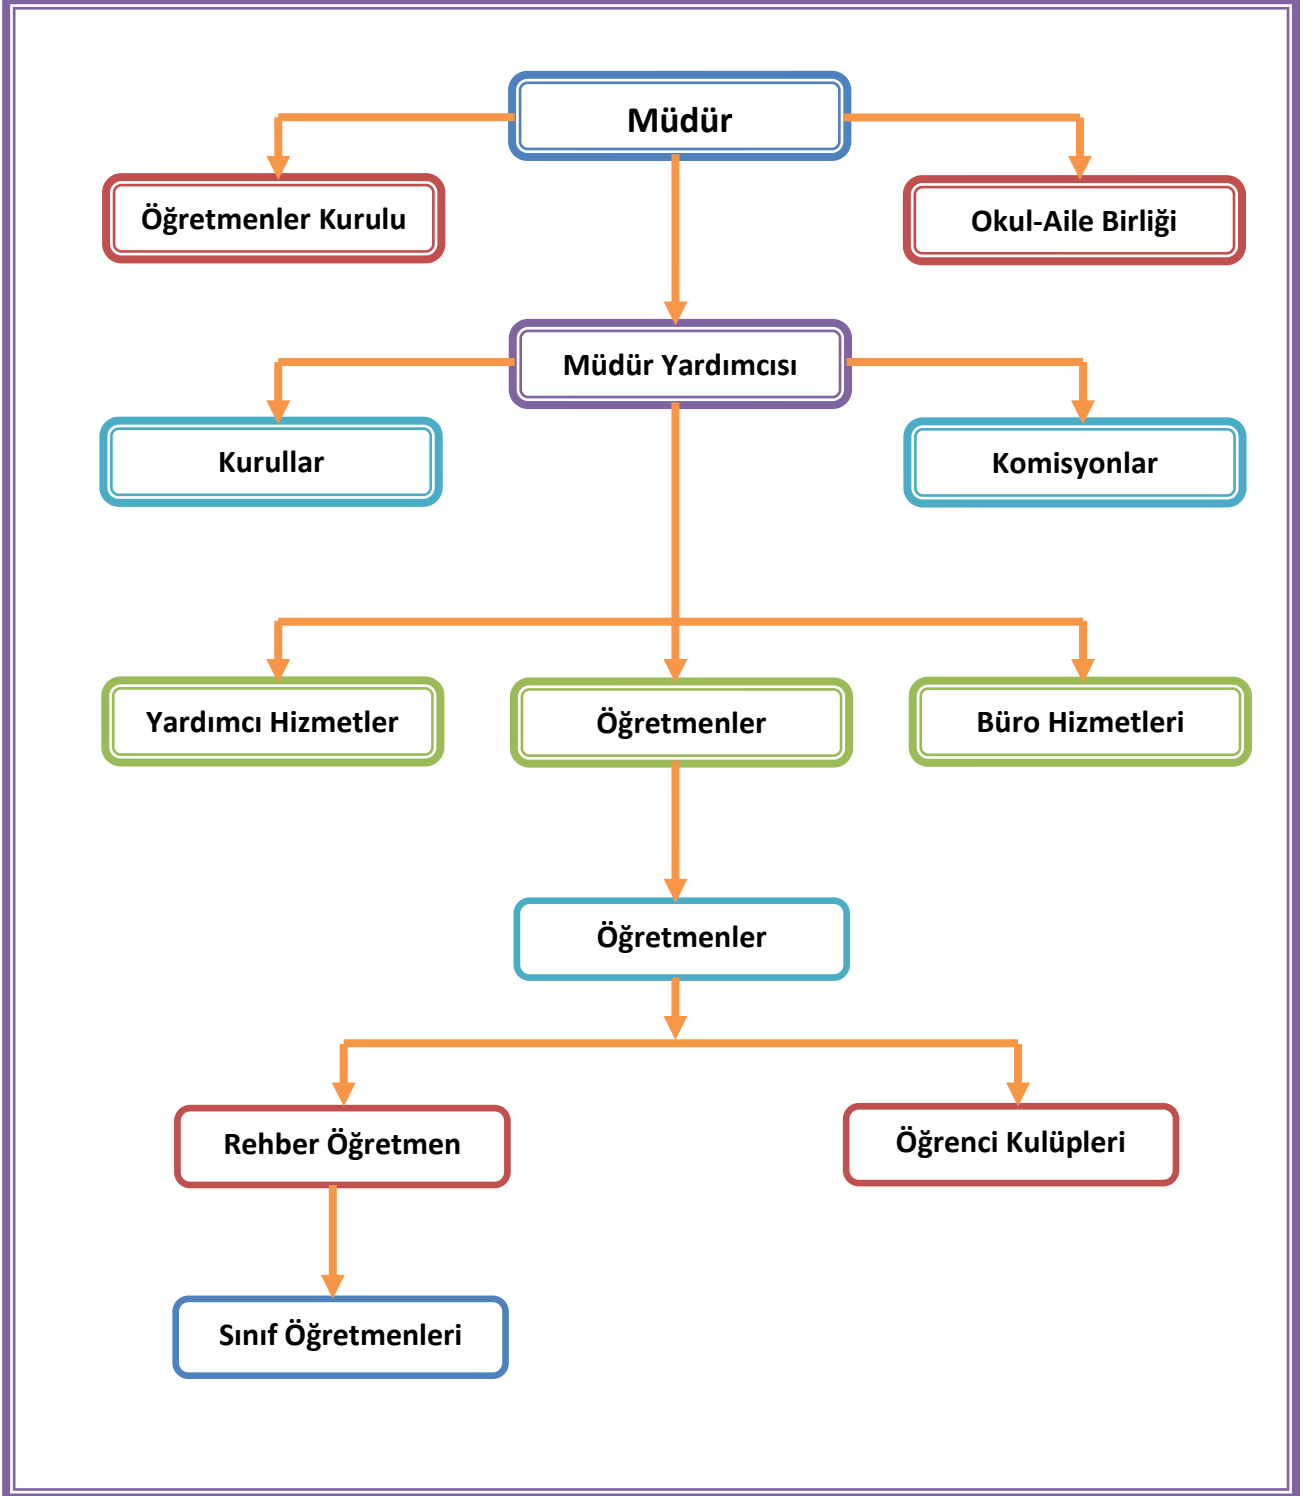 Müdür
Öğretmenler Kurulu
Okul-Aile Birliği
Müdür Yardımcısı
Kurullar
Komisyonlar
Yardımcı Hizmetler
Öğretmenler
Büro Hizmetleri
Öğretmenler
Rehber Öğretmen
Öğrenci Kulüpleri
Sınıf Öğretmenleri